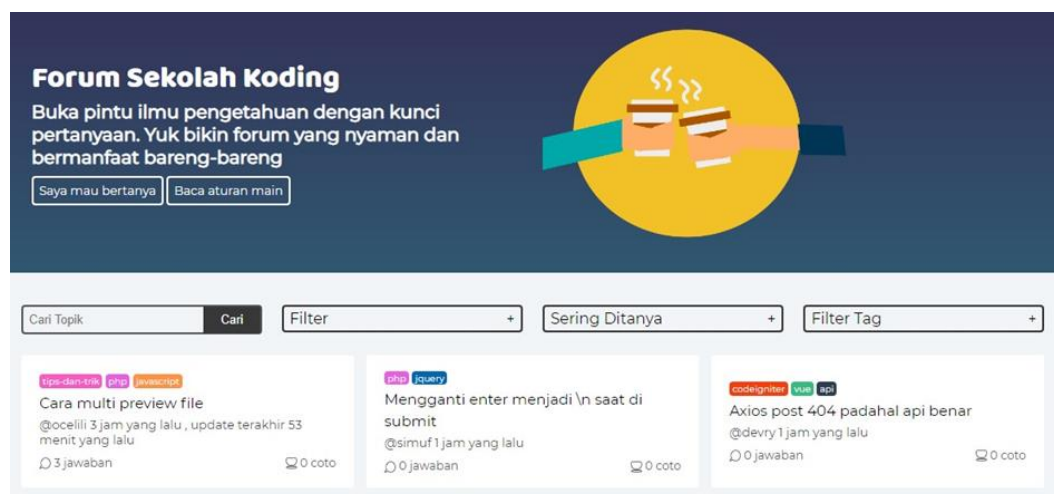 Forum Sekolah Koding
Buka pintu ilmu pengetahuan dengan kunci
pertanyaan. Yuk bikin forum yang nyaman dan
bermanfaat bareng-bareng
Saya mau bertanya Baca aturan main
Cari Topik Cari Filter + Sering Ditanya + Filter Tag +
tips-dan-trik php javascript
Cara multi preview file
@ocelili 3 jam yang lalu , update terakhir 53
menit yang lalu
3 jawaban 0 coto
php jquery
Mengganti enter menjadi \n saat di
submit
@simuf 1 jam yang lalu
0 jawaban 0 coto
codeigniter vue api
Axios post 404 padahal api benar
@devry 1 jam yang lalu
0 jawaban 0 coto